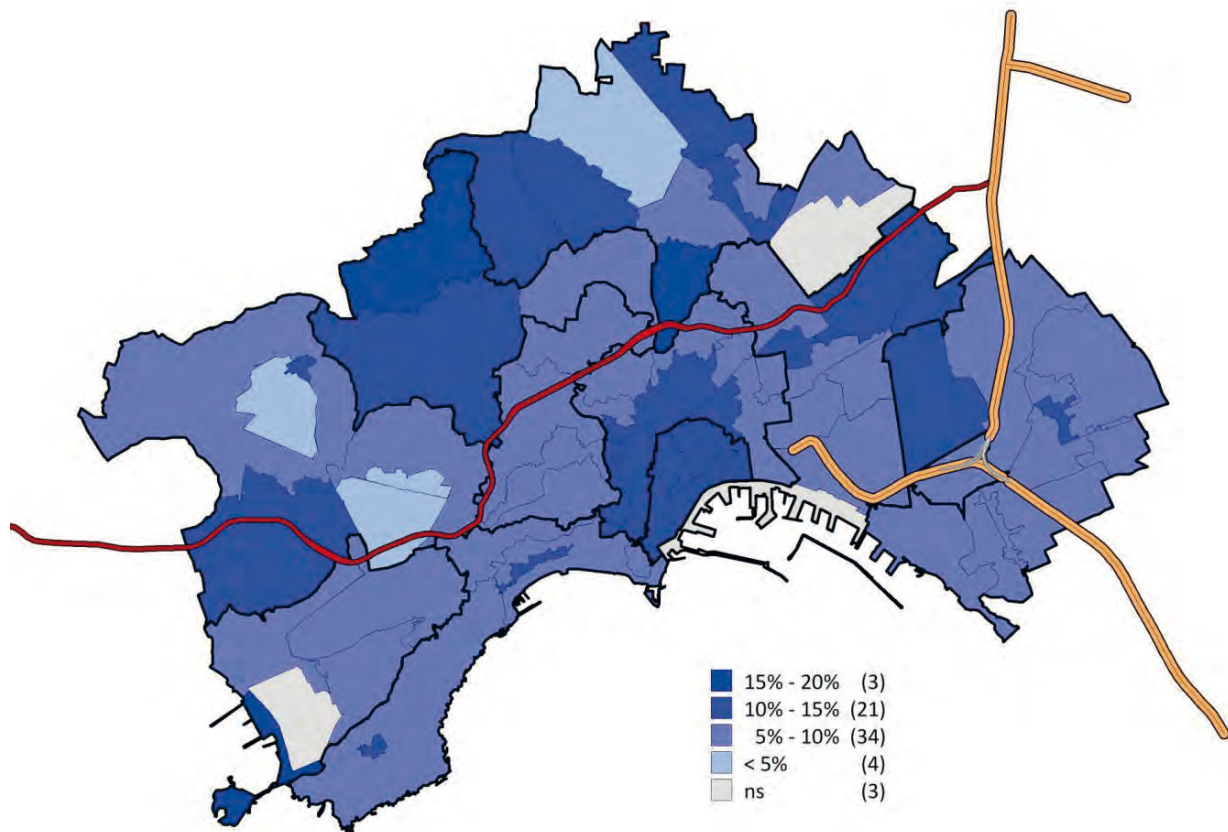 15% - 20% (3)
10% - 15% (21)
5% - 10% (34)
< 5% (4)
ns (3)